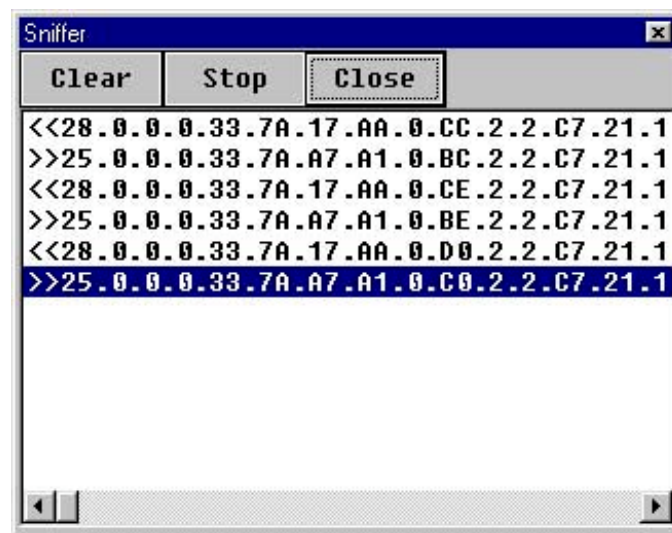 Sniffer
Clear Stop Close
<<28.0.0.0.33.7A.17.AA.0.CC.2.2.C7.21.1
>>25.0.0.0.33.7A.A7.A1.0.BC.2.2.C7.21.1
<<28.0.0.0.33.7A.17.AA.0.CE.2.2.C7.21.1
>>25.0.0.0.33.7A.A7.A1.0.BE.2.2.C7.21.1
<<28.0.0.0.33.7A.17.AA.0.D0.2.2.C7.21.1
>>25.0.0.0.33.7A.A7.A1.0.C0.2.2.C7.21.1